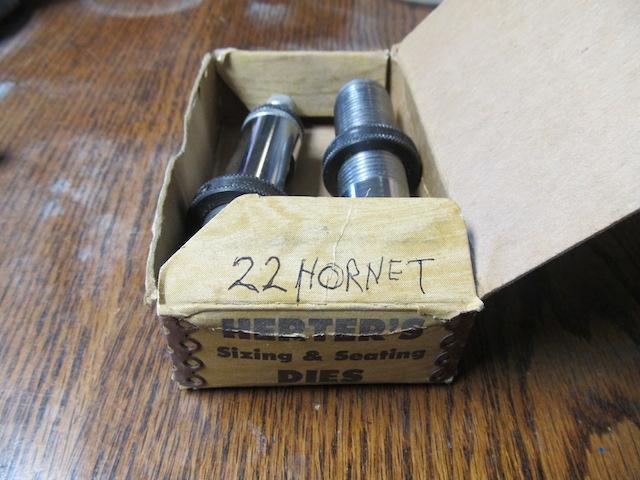 22 HORNET
HERTER'S
Sizing & Seating
DIES